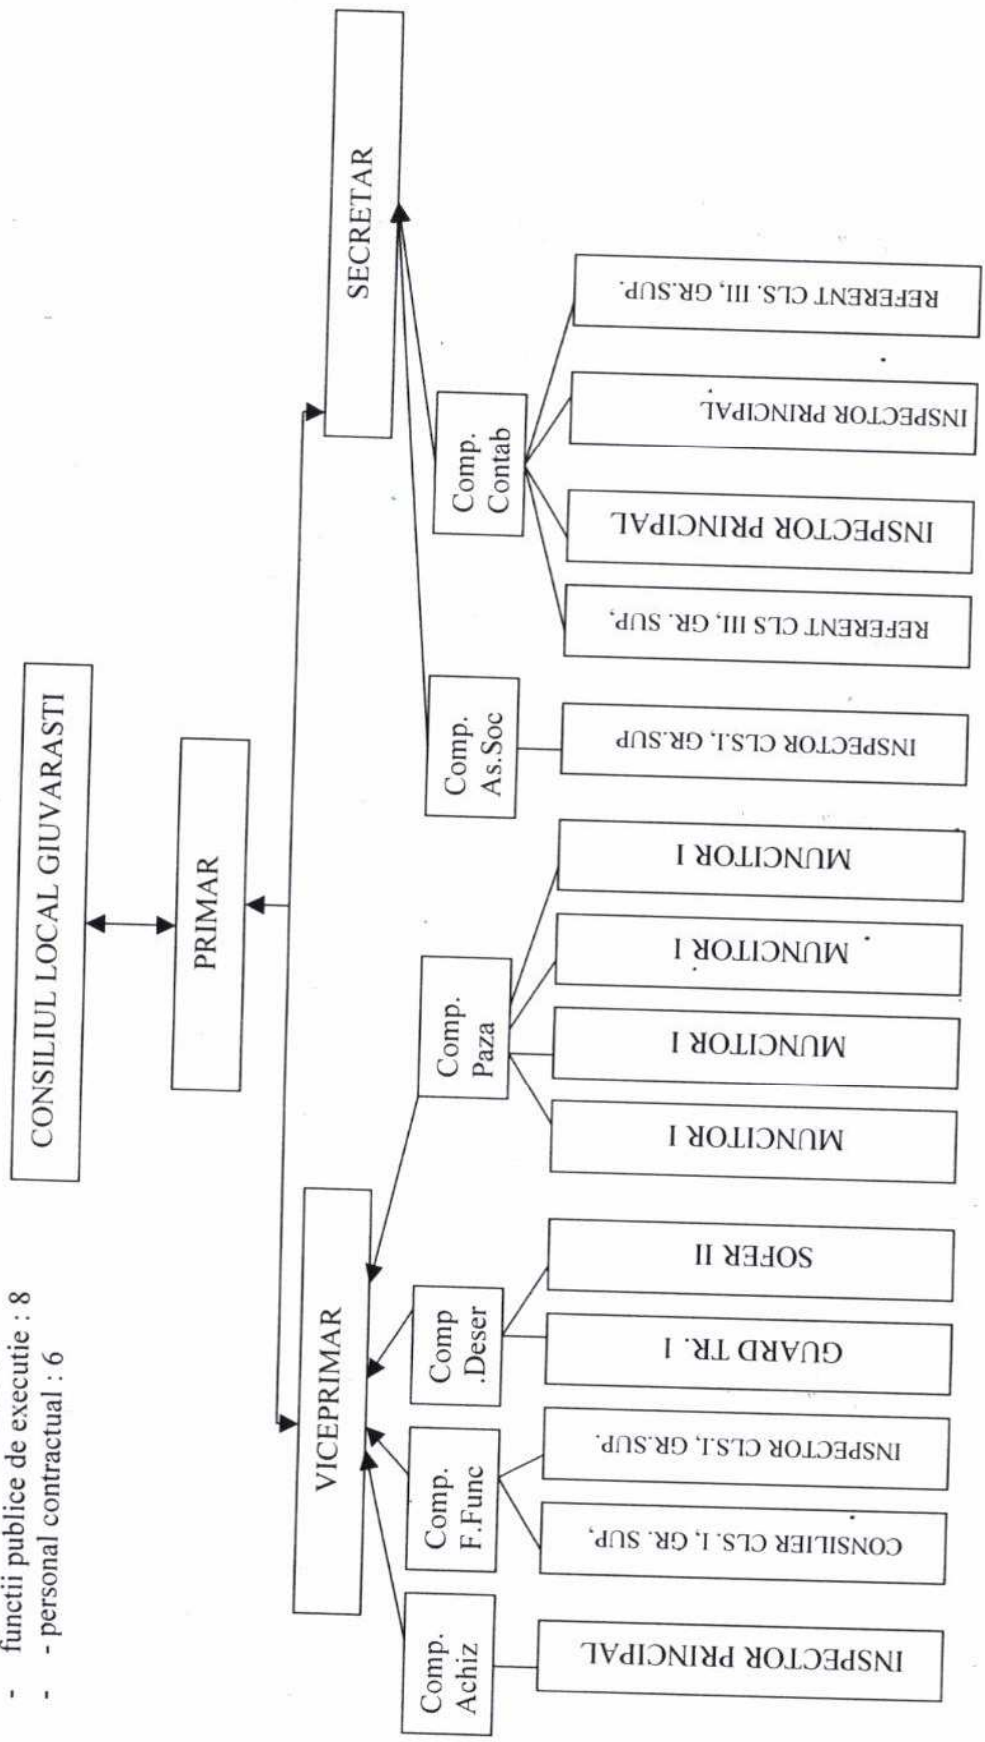 - functii publice de executie : 8
- - personal contractual : 6
CONSILIUL LOCAL GIUVARASTI
PRIMAR
VICEPRIMAR
SECRETAR
Comp.
Achiz
Comp.
F.Func
Comp
.Deser
Comp.
Paza
Comp.
As.Soc
Comp.
Contab
INSPECTOR PRINCIPAL
CONSILIER CLS. I, GR. SUP,
INSPECTOR CLS.I, GR.SUP.
GUARD TR. I
SOFER II
MUNCITOR I
MUNCITOR I
MUNCITOR I
MUNCITOR I
INSPECTOR CLS.I, GR.SUP
REFERENT CLS III, GR. SUP,
INSPECTOR PRINCIPAL
INSPECTOR PRINCIPAL
REFERENT CLS. III, GR.SUP.